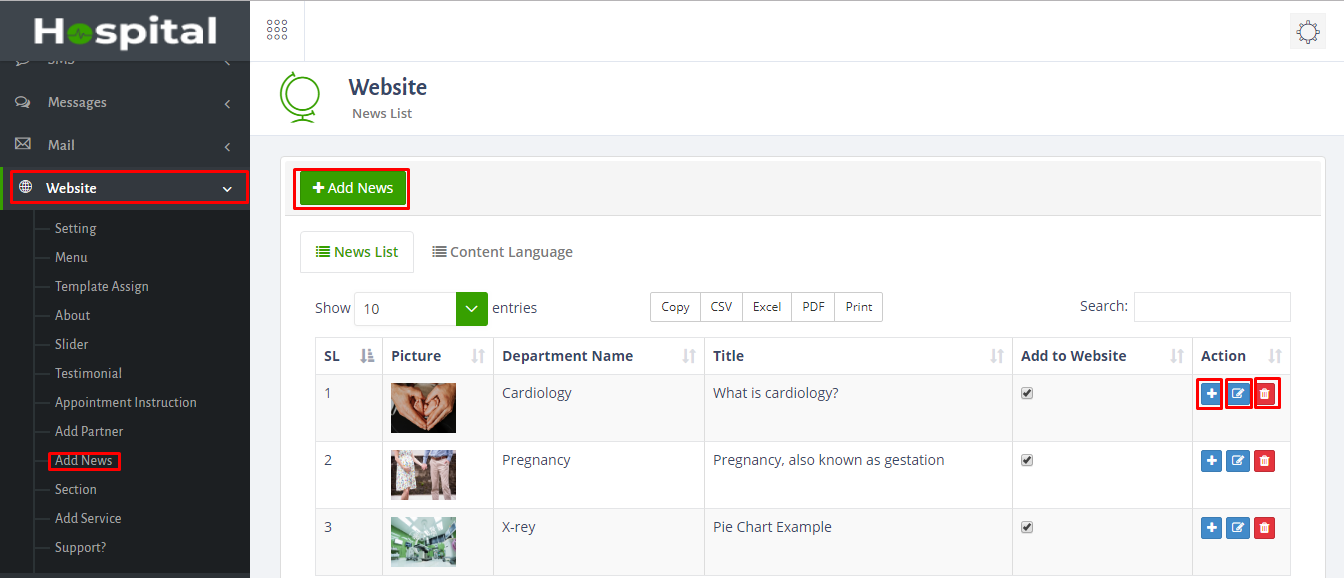 Hospital
SMS
Messages
Mail
Website
Setting
Menu
Template Assign
About
Slider
Testimonial
Appointment Instruction
Add Partner
Add News
Section
Add Service
Support?
Website
News List
Add News
News List Content Language
Show 10 entries Copy CSV Excel PDF Print Search:
SL Picture Department Name Title Add to Website Action
1 Cardiology What is cardiology?
2 Pregnancy Pregnancy, also known as gestation
3 X-rey Pie Chart Example